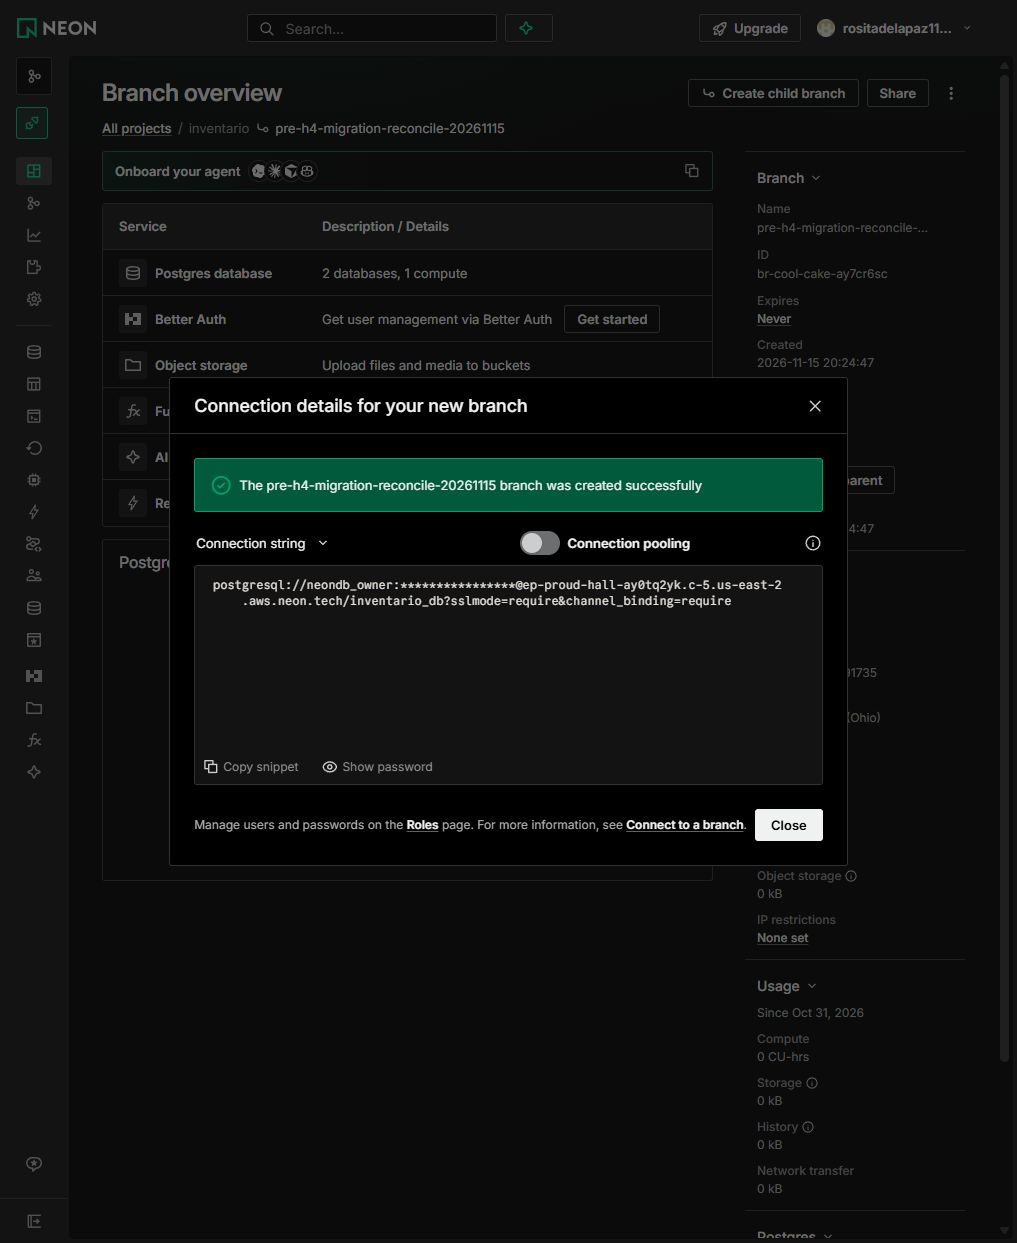 NEON
Search...
Upgrade
rositadelapaz11...
Branch overview
Create child branch
Share
All projects / inventario pre-h4-migration-reconcile-20261115
Onboard your agent
Service Description / Details
Postgres database 2 databases, 1 compute
Better Auth Get user management via Better Auth Get started
Object storage Upload files and media to buckets
Fu
AI
Re
Postgr
Connection details for your new branch
The pre-h4-migration-reconcile-20261115 branch was created successfully
Connection string
Connection pooling
postgresql://neondb_owner:****************@ep-proud-hall-ay0tq2yk.c-5.us-east-2
.aws.neon.tech/inventario_db?sslmode=require&channel_binding=require
Copy snippet Show password
Manage users and passwords on the Roles page. For more information, see Connect to a branch.
Close
Branch
Name
pre-h4-migration-reconcile-...
ID
br-cool-cake-ay7cr6sc
Expires
Never
Created
2026-11-15 20:24:47
arent
4:47
91735
(Ohio)
Object storage
0 kB
IP restrictions
None set
Usage
Since Oct 31, 2026
Compute
0 CU-hrs
Storage
0 kB
History
0 kB
Network transfer
0 kB
Postgres